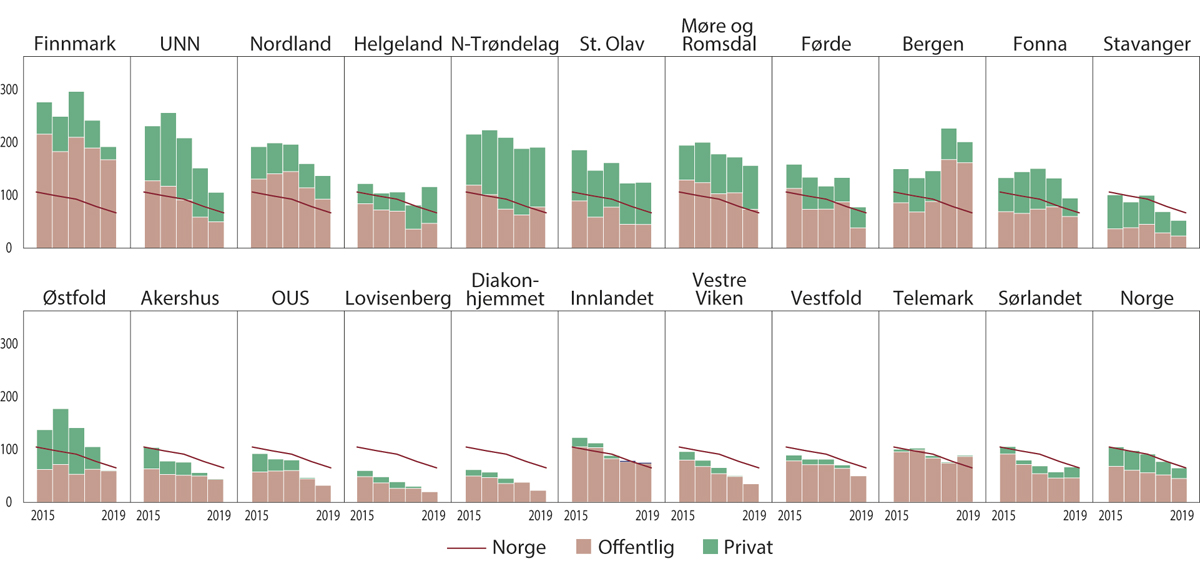 Finnmark UNN Nordland Helgeland N-Trøndelag St. Olav Møre og Romsdal Førde Bergen Fonna Stavanger
300
200
100
0
Østfold Akershus OUS Lovisenberg Diakon-hjemmet Innlandet Vestre Viken Vestfold Telemark Sørlandet Norge
300
200
100
0
2015 2019 2015 2019 2015 2019 2015 2019 2015 2019 2015 2019 2015 2019 2015 2019 2015 2019 2015 2019 2015 2019
Norge Offentlig Privat